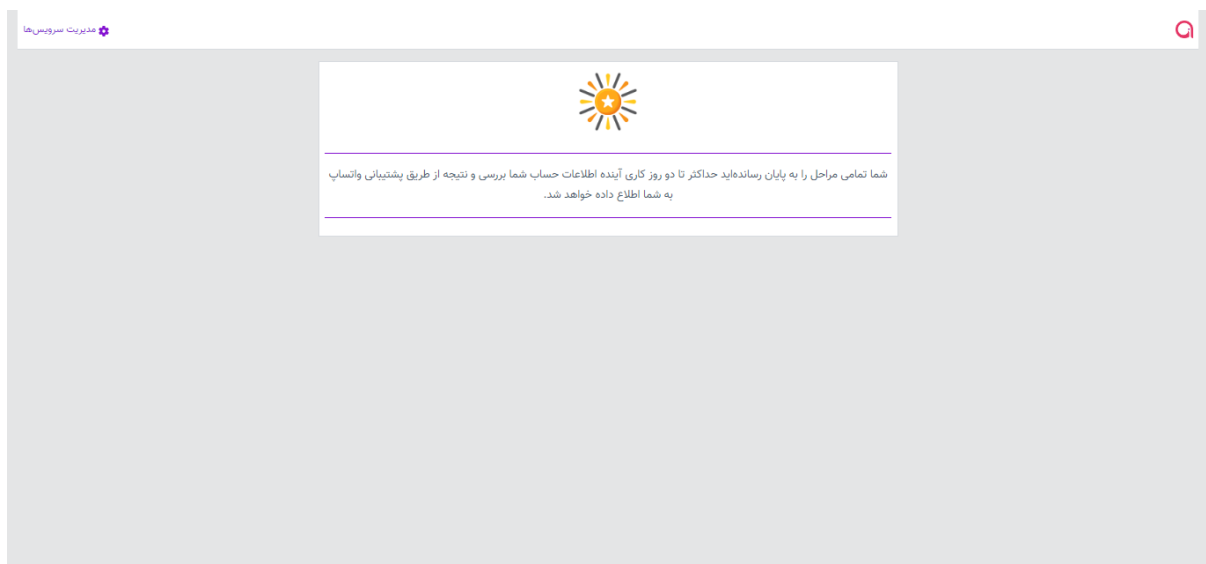 مدیریت سرویس‌ها
شما تمامی مراحل را به پایان رسانده‌اید حداکثر تا دو روز کاری آینده اطلاعات حساب شما بررسی و نتیجه از طریق پشتیبانی واتساپ
به شما اطلاع داده خواهد شد.